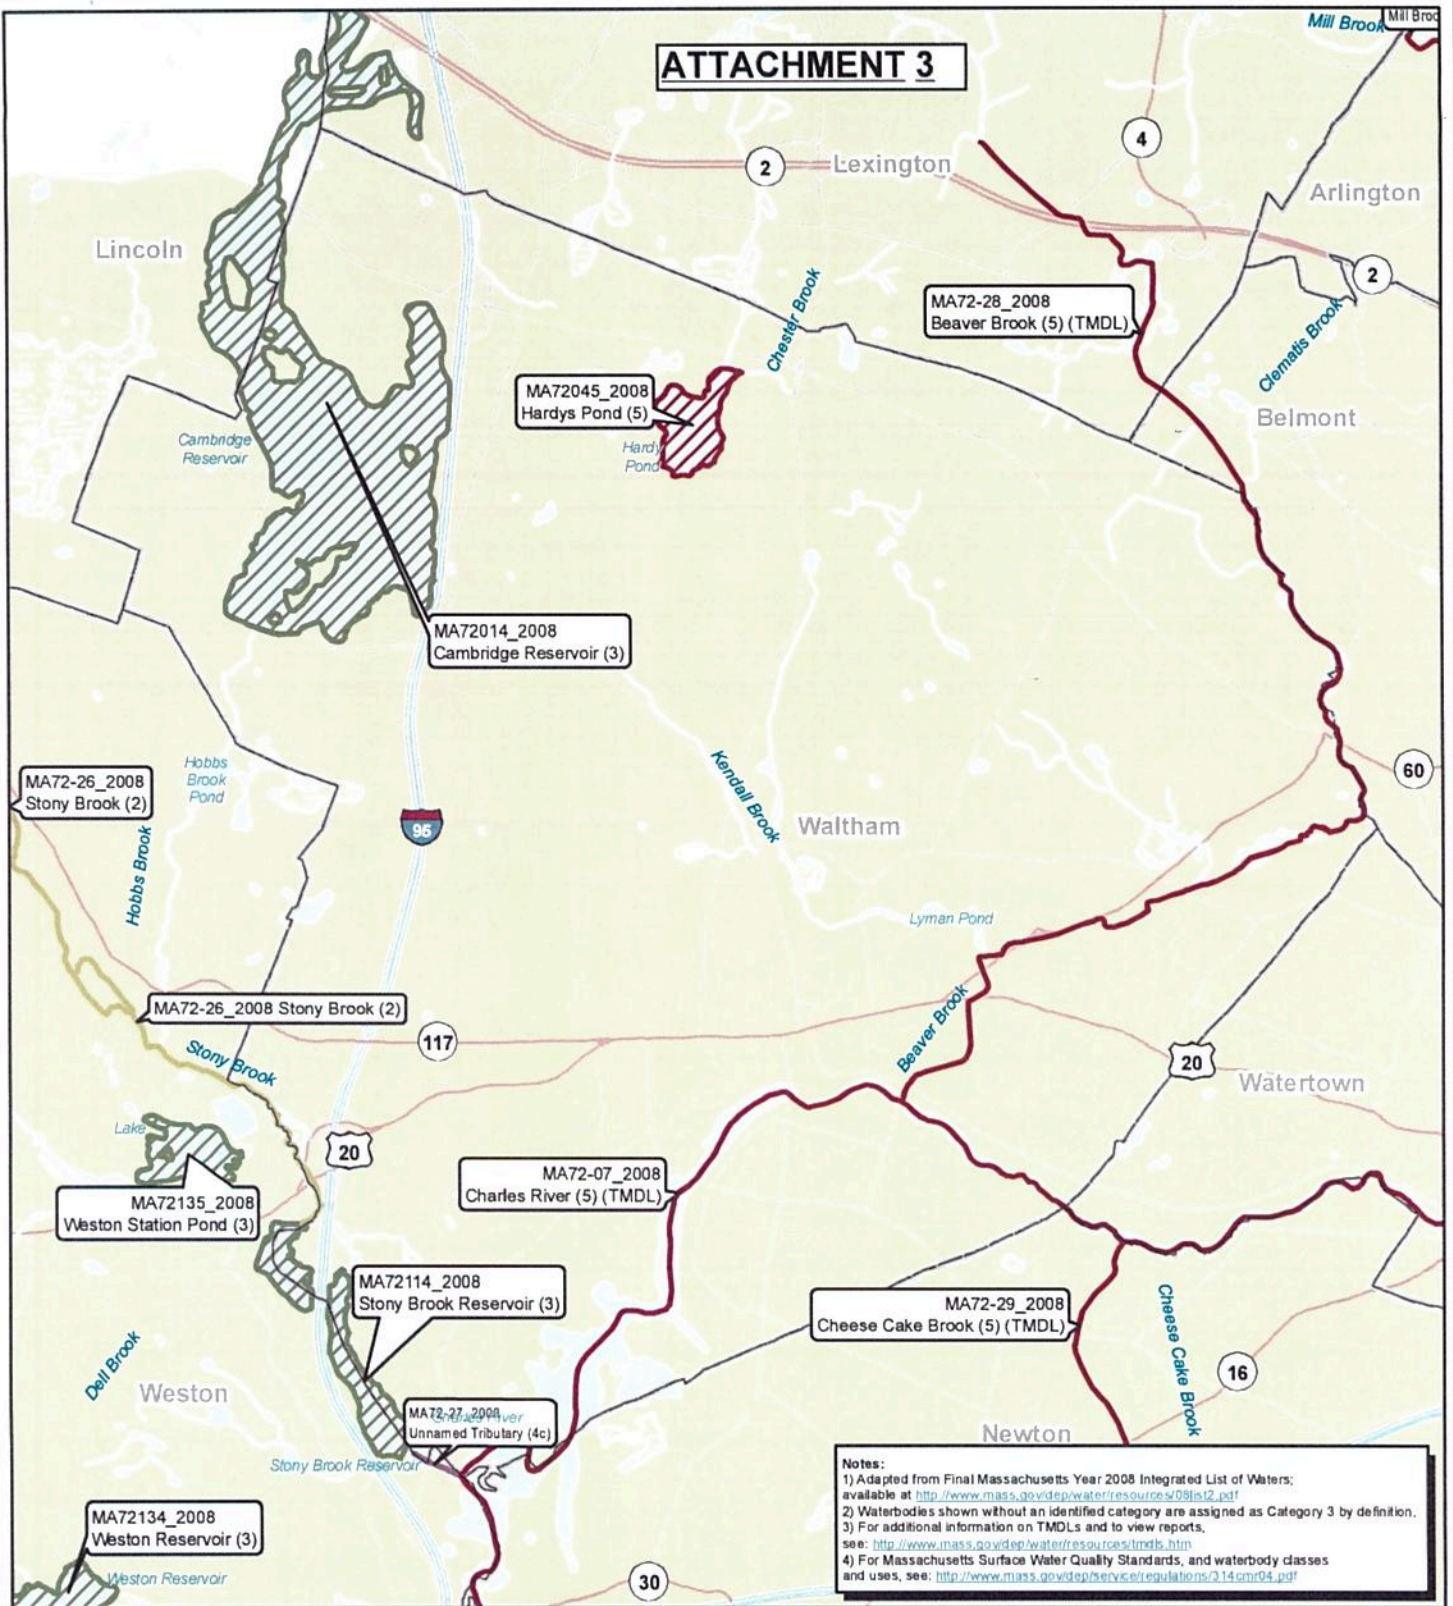 Mill Brook
Mill Broo
ATTACHMENT 3
4
2
Lexington
Arlington
Lincoln
2
MA72-28_2008
Beaver Brook (5) (TMDL)
Chester Brook
Clematis Brook
MA72045_2008
Hardys Pond (5)
Belmont
Cambridge
Reservoir
Hardy
Pond
MA72014_2008
Cambridge Reservoir (3)
Hobbs
Brook
Pond
MA72-26_2008
Stony Brook (2)
60
Kendall Brook
95
Waltham
Hobbs Brook
Lyman Pond
MA72-26_2008 Stony Brook (2)
Beaver Brook
117
Stony Brook
20
Watertown
Lake
20
MA72-07_2008
Charles River (5) (TMDL)
MA72135_2008
Weston Station Pond (3)
MA72114_2008
Stony Brook Reservoir (3)
MA72-29_2008
Cheese Cake Brook (5) (TMDL)
Cheese Cake Brook
Dell Brook
16
Weston
MA72-27_2008
Unnamed Tributary (4c)
Charles River
Newton
Stony Brook Reservoir
Notes:
1) Adapted from Final Massachusetts Year 2008 Integrated List of Waters;
available at http://www.mass.gov/dep/water/resources/08list2.pdf
2) Waterbodies shown without an identified category are assigned as Category 3 by definition.
3) For additional information on TMDLs and to view reports,
see: http://www.mass.gov/dep/water/resources/tmdls.htm
4) For Massachusetts Surface Water Quality Standards, and waterbody classes
and uses, see: http://www.mass.gov/dep/service/regulations/314cmr04.pdf
MA72134_2008
Weston Reservoir (3)
Weston Reservoir
30